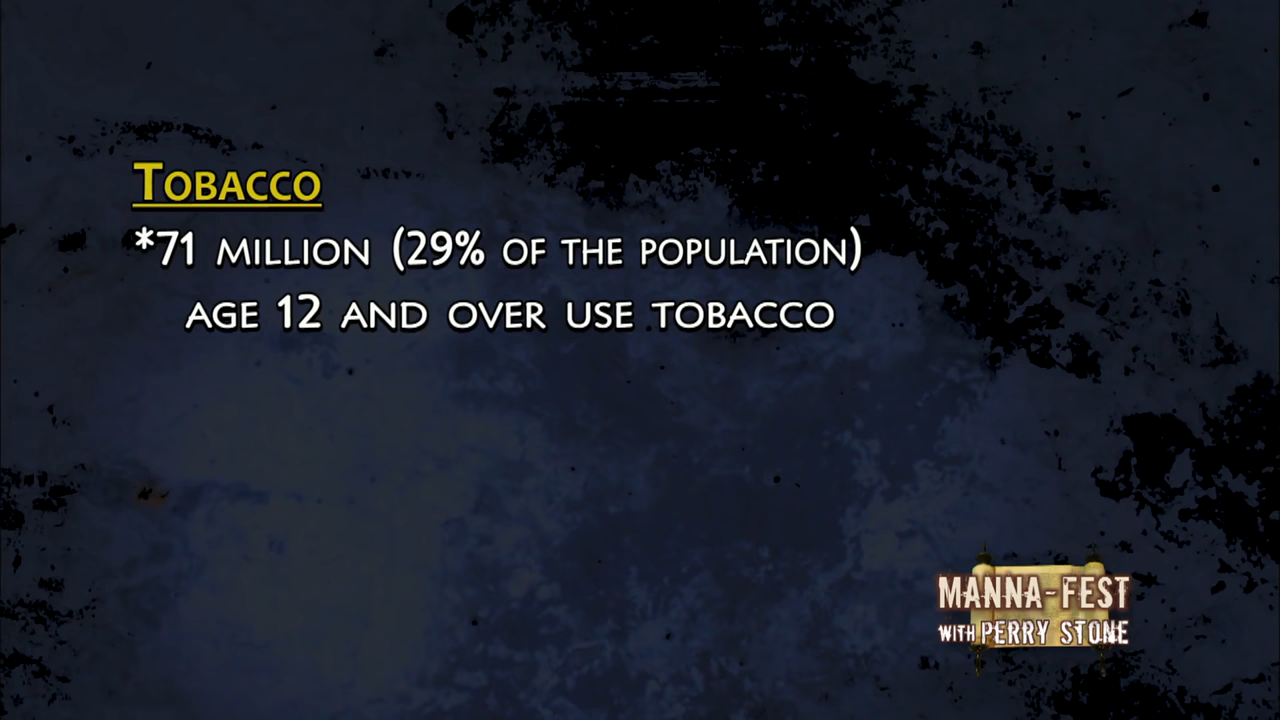 Tobacco
*71 million (29% of the population)
age 12 and over use tobacco
MANNA-FEST
WITH PERRY STONE